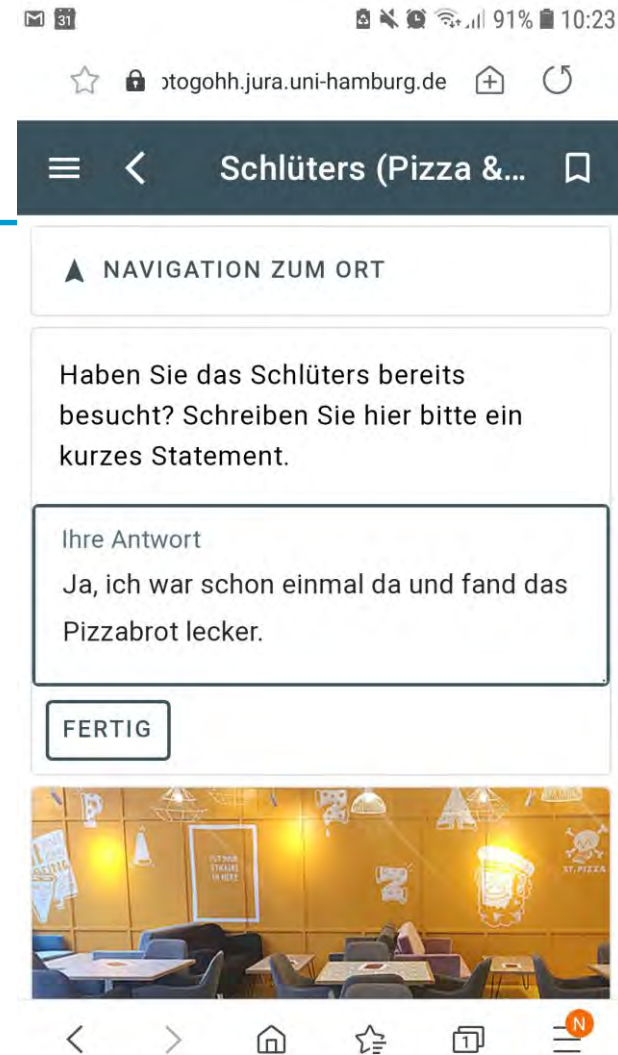 31
91% 10:23
otogohh.jura.uni-hamburg.de
Schlüters (Pizza &...
NAVIGATION ZUM ORT
Haben Sie das Schlüters bereits
besucht? Schreiben Sie hier bitte ein
kurzes Statement.
Ihre Antwort
Ja, ich war schon einmal da und fand das
Pizzabrot lecker.
FERTIG
P
ST. PIZZA
1
N